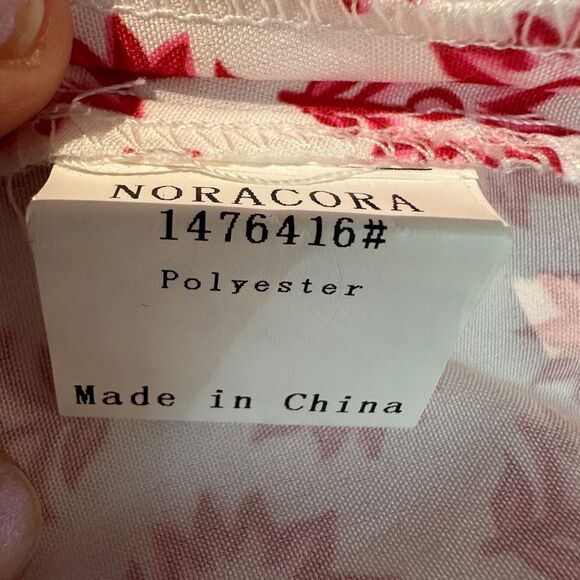 NORACORA
1476416#
Polyester
Made in China